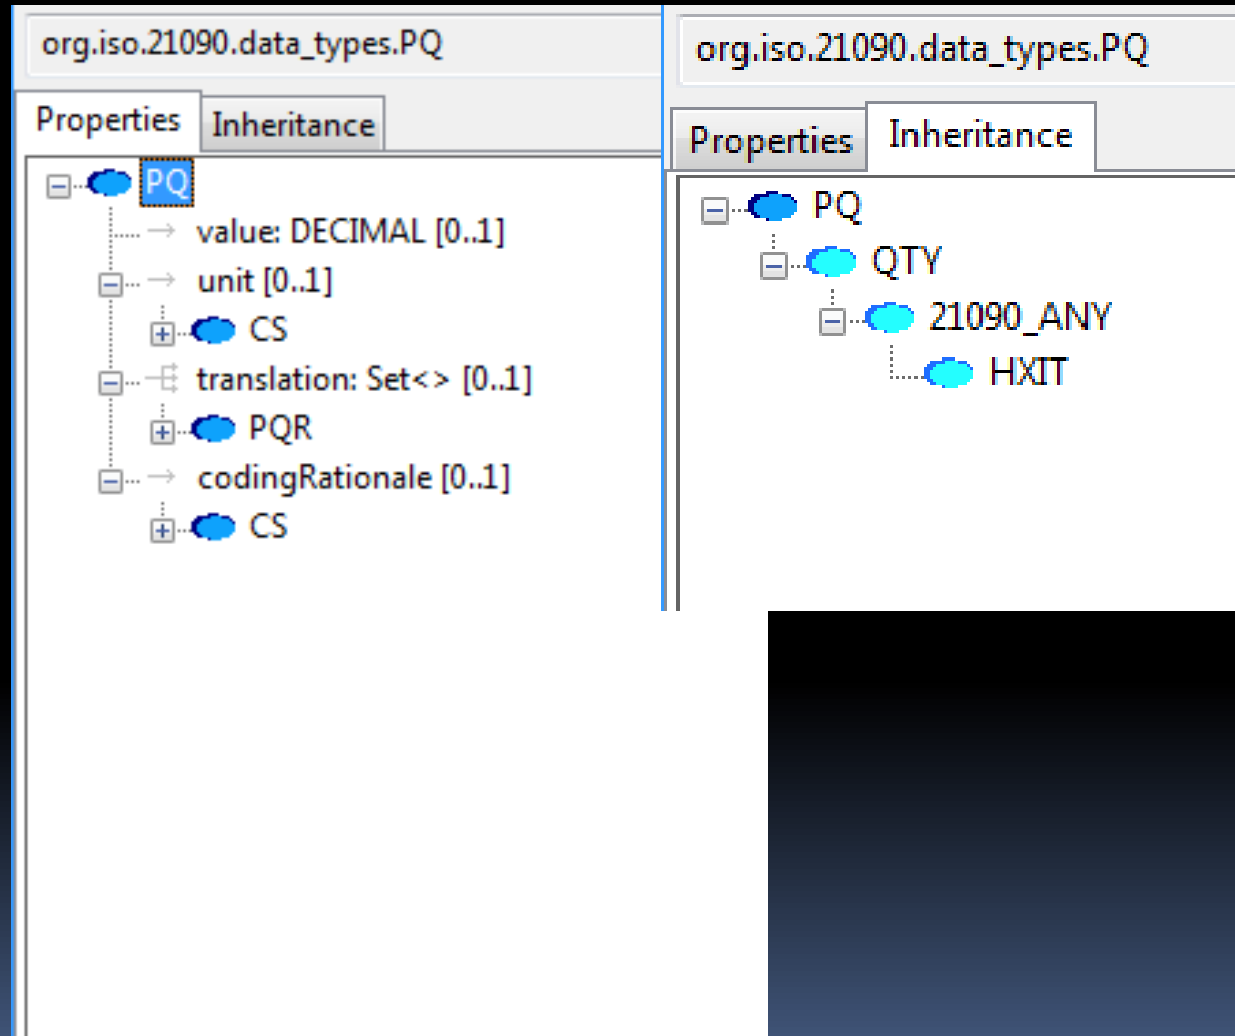 org.iso.21090.data_types.PQ
Properties
Inheritance
PQ
value: DECIMAL [0..1]
unit [0..1]
CS
translation: Set<> [0..1]
PQR
codingRationale [0..1]
CS
org.iso.21090.data_types.PQ
Properties
Inheritance
PQ
QTY
21090_ANY
HXIT